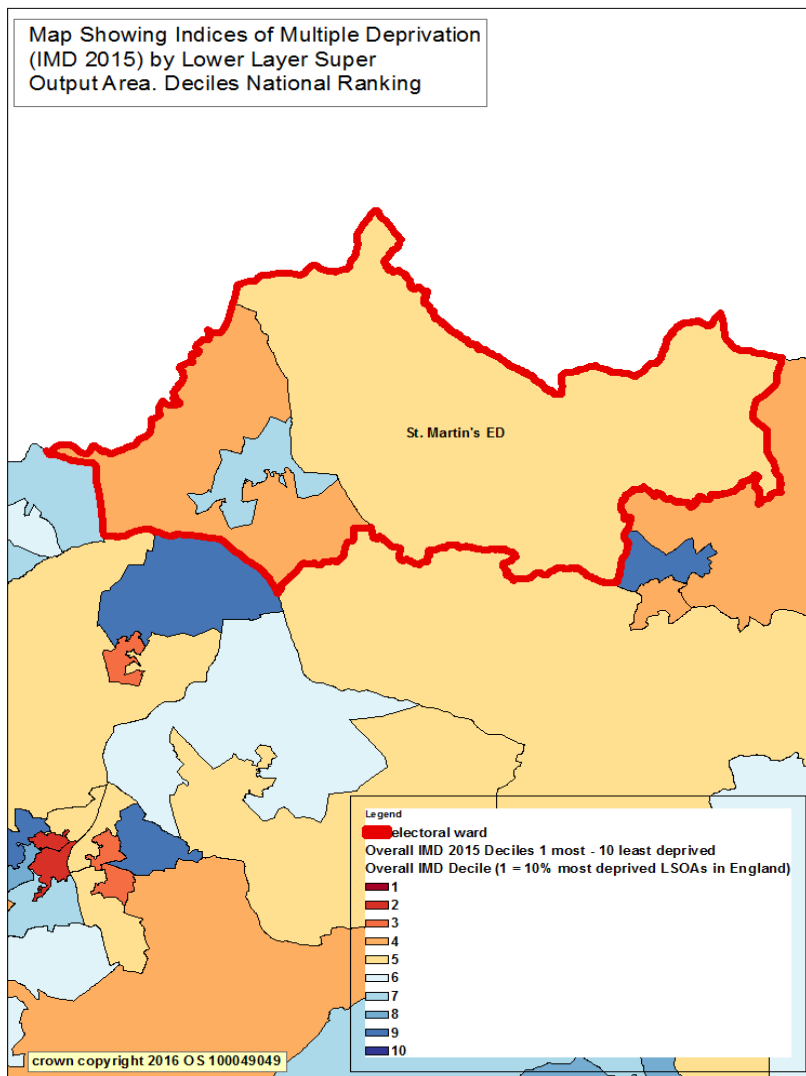 Map Showing Indices of Multiple Deprivation
(IMD 2015) by Lower Layer Super
Output Area. Deciles National Ranking
St. Martin's ED
Legend
electoral ward
Overall IMD 2015 Deciles 1 most - 10 least deprived
Overall IMD Decile (1 = 10% most deprived LSOAs in England)
1
2
3
4
5
6
7
8
9
10
crown copyright 2016 OS 100049049